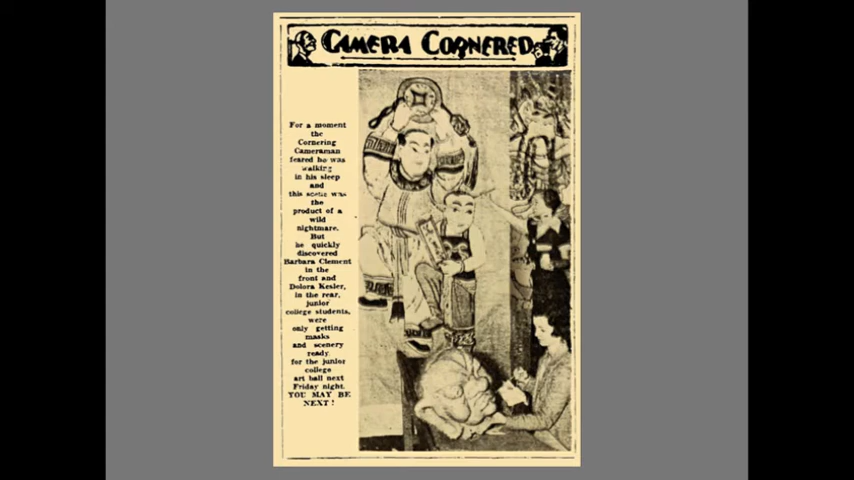 CAMERA CORNERED
For a moment
the
Cornering
Cameraman
feared he was
walking
in his sleep
and
this scene was
the
product of a
wild
nightmare.
But
he quickly
discovered
Barbara Clement
in the
front and
Dolora Kesler,
in the rear,
junior
college students,
were
only getting
masks
and scenery
ready
for the junior
college
art ball next
Friday night.
YOU MAY BE
NEXT!